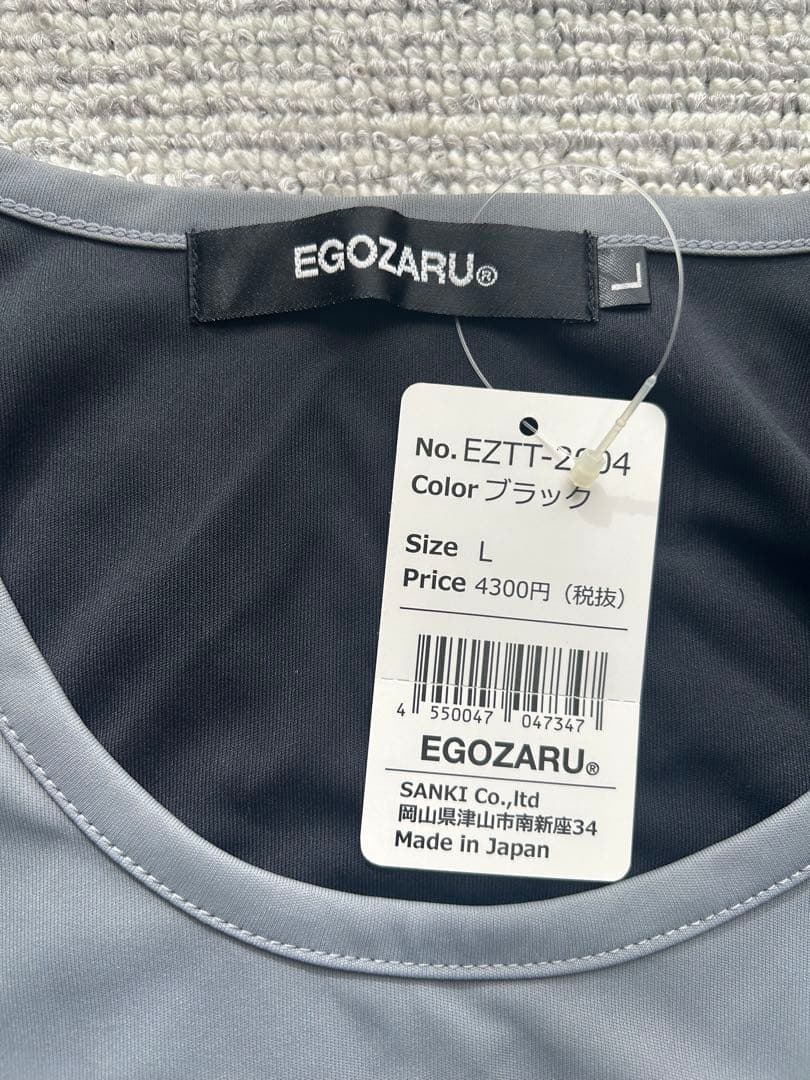 EGOZARU®
L
No. EZTT-2
Color ブラック
Size L
Price 4300円（税抜）
4 550047 047347
EGOZARU®
SANKI Co.,ltd
岡山県津山市南新座34
Made in Japan